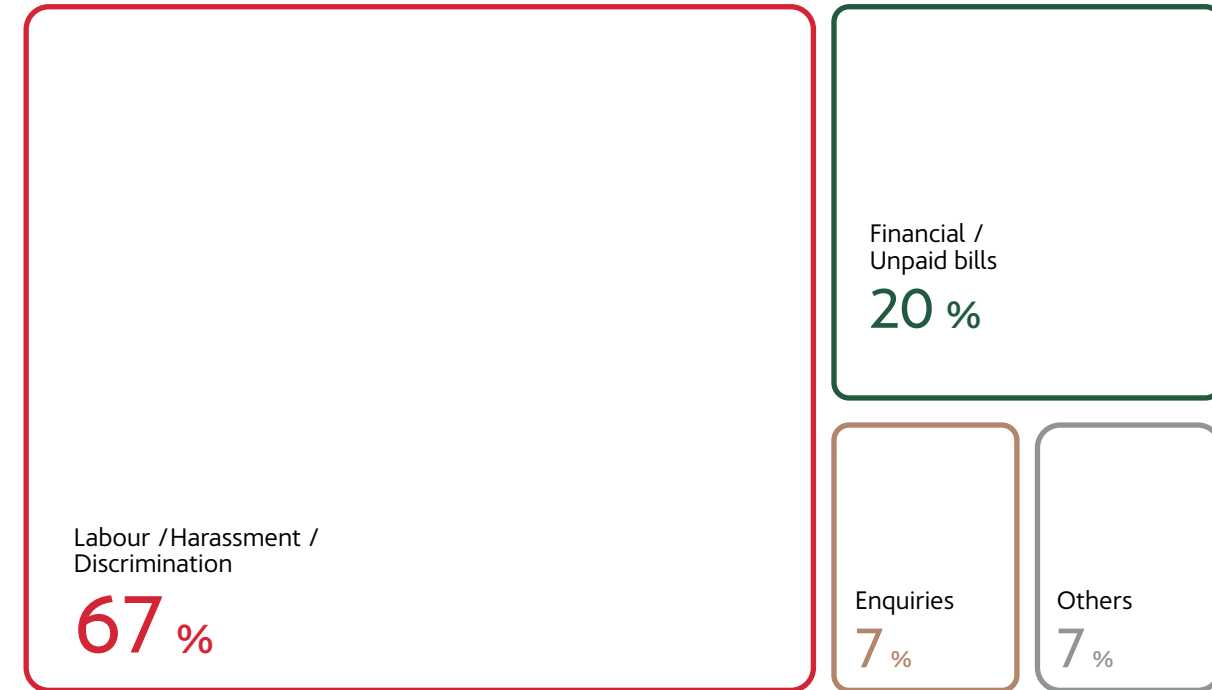 Labour /Harassment /
Discrimination
67 %
Financial /
Unpaid bills
20 %
Enquiries
7 %
Others
7 %